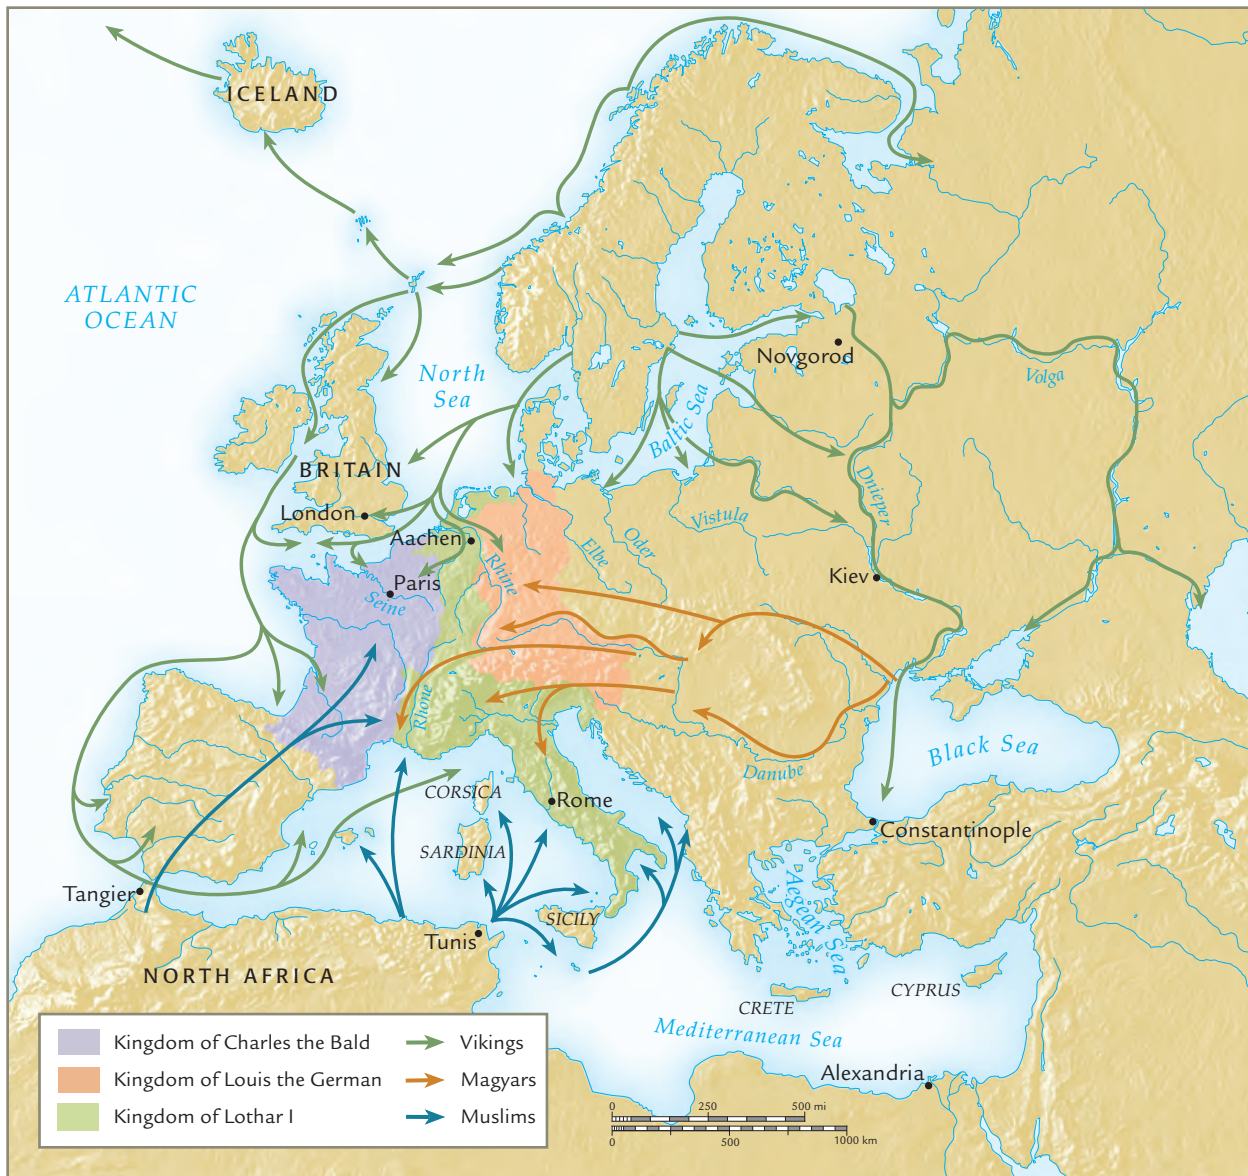 ICELAND
ATLANTIC
OCEAN
North
Sea
Novgorod
Volga
Baltic Sea
BRITAIN
London
Dnieper
Vistula
Aachen
Oder
Elbe
Rhine
Kiev
Paris
Seine
Rhone
Black Sea
Danube
CORSICA
Rome
Constantinople
SARDINIA
Tangier
SICILY
Aegean Sea
Tunis
NORTH AFRICA
CYPRUS
CRETE
Mediterranean Sea
Alexandria
Kingdom of Charles the Bald
Vikings
Kingdom of Louis the German
Magyars
Kingdom of Lothar I
Muslims
0 250 500 mi
0 500 1000 km